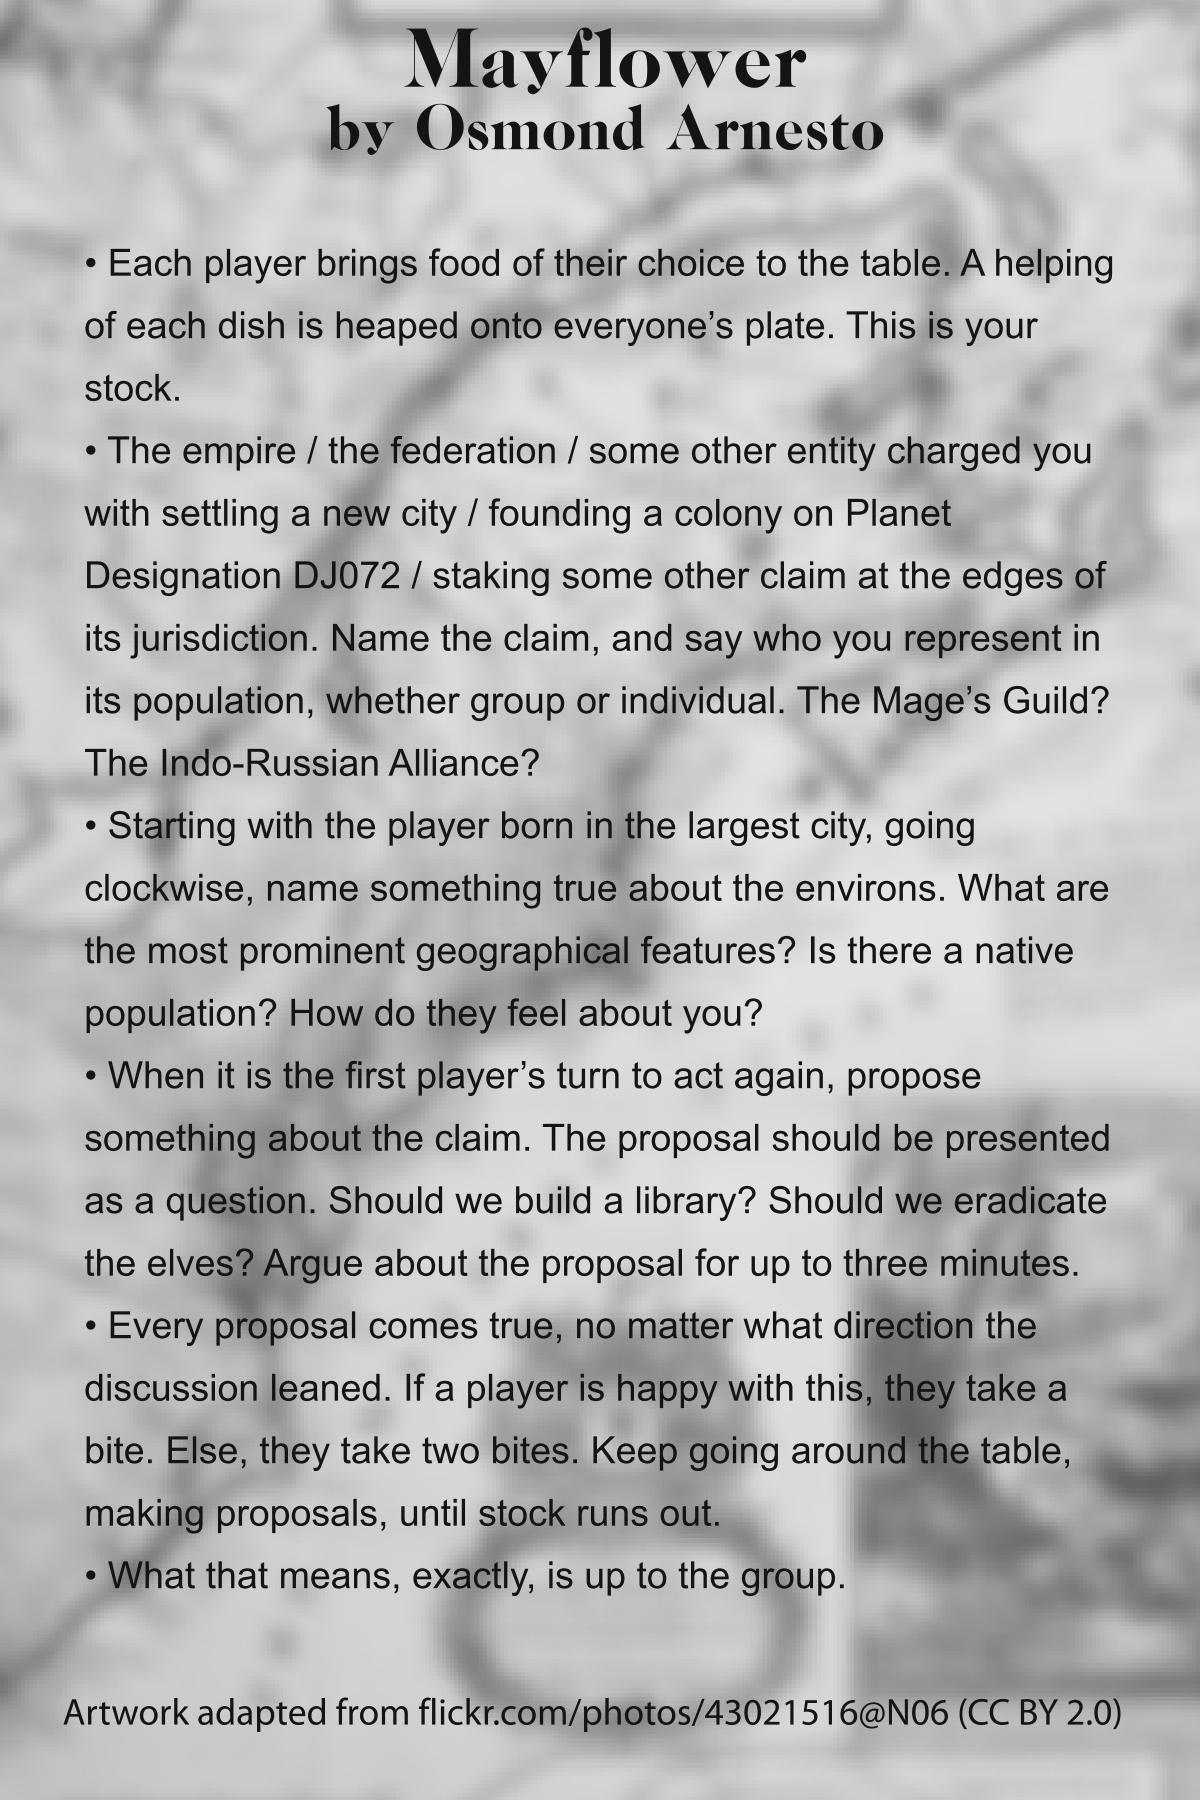 Mayflower
by Osmond Arnesto
• Each player brings food of their choice to the table. A helping
of each dish is heaped onto everyone’s plate. This is your
stock.
• The empire / the federation / some other entity charged you
with settling a new city / founding a colony on Planet
Designation DJ072 / staking some other claim at the edges of
its jurisdiction. Name the claim, and say who you represent in
its population, whether group or individual. The Mage’s Guild?
The Indo-Russian Alliance?
• Starting with the player born in the largest city, going
clockwise, name something true about the environs. What are
the most prominent geographical features? Is there a native
population? How do they feel about you?
• When it is the first player’s turn to act again, propose
something about the claim. The proposal should be presented
as a question. Should we build a library? Should we eradicate
the elves? Argue about the proposal for up to three minutes.
• Every proposal comes true, no matter what direction the
discussion leaned. If a player is happy with this, they take a
bite. Else, they take two bites. Keep going around the table,
making proposals, until stock runs out.
• What that means, exactly, is up to the group.
Artwork adapted from flickr.com/photos/43021516@N06 (CC BY 2.0)